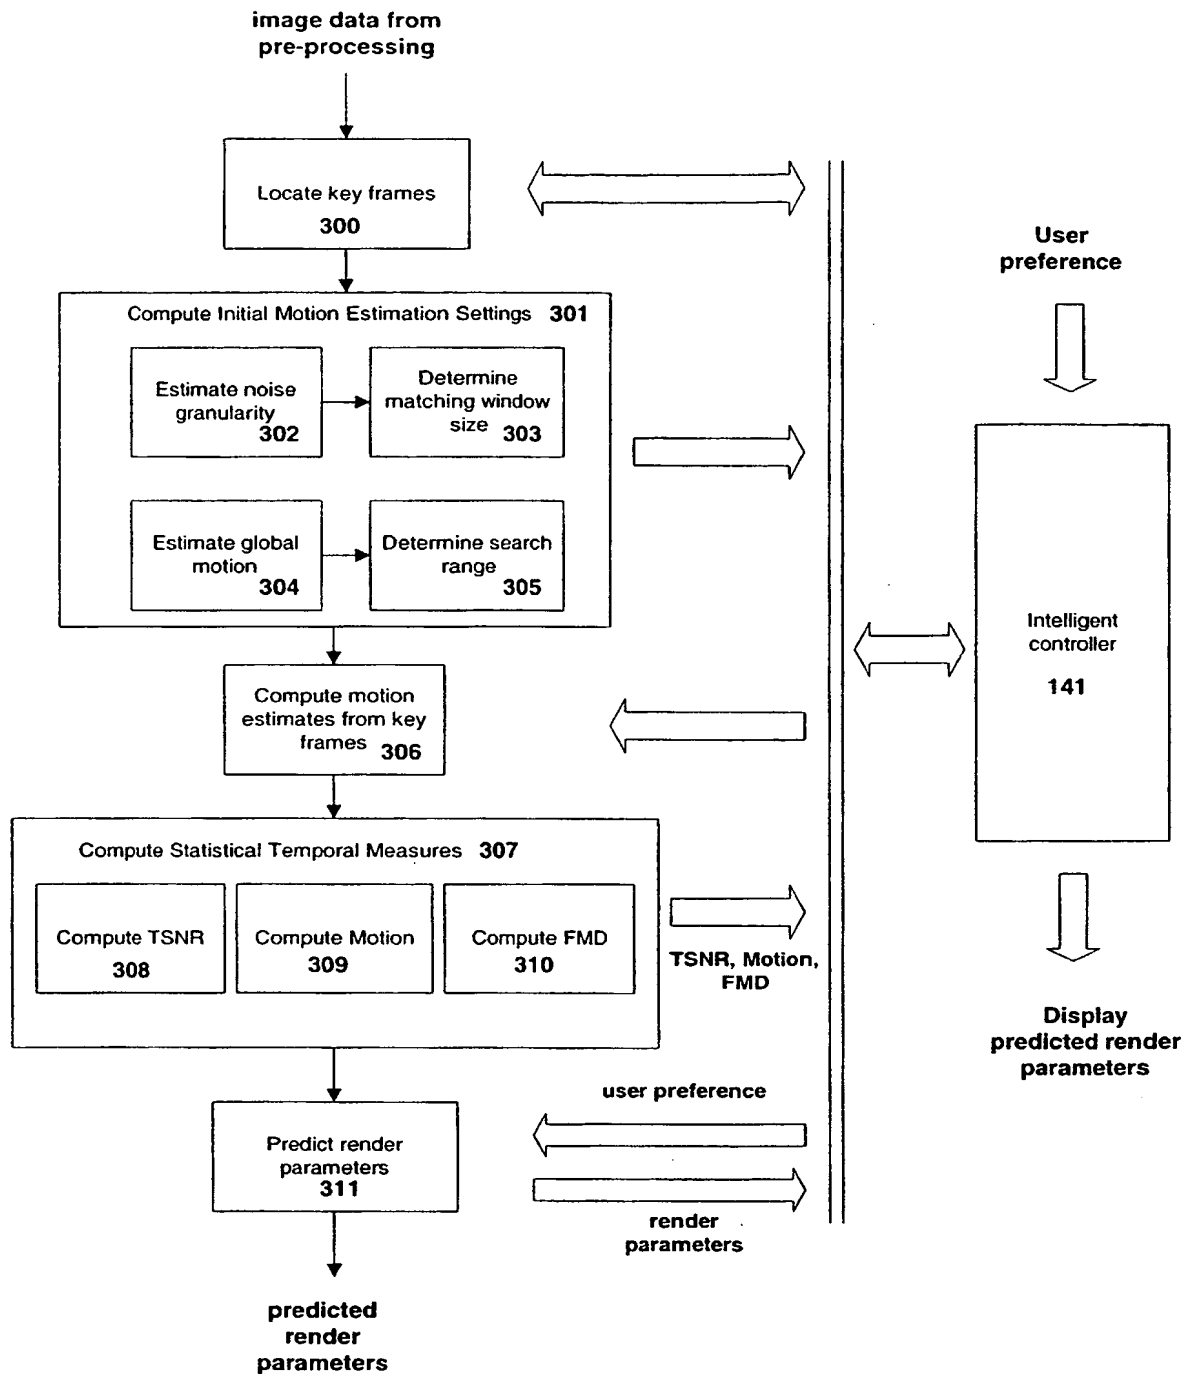 image data from
pre-processing
Locate key frames
300
User
preference
Compute Initial Motion Estimation Settings 301
Estimate noise
granularity
302
Determine
matching window
size 303
Estimate global
motion
304
Determine search
range
305
Intelligent
controller
141
Compute motion
estimates from key
frames 306
Compute Statistical Temporal Measures 307
Compute TSNR
308
Compute Motion
309
Compute FMD
310
TSNR, Motion,
FMD
Display
predicted render
parameters
user preference
Predict render
parameters
311
render
parameters
predicted
render
parameters